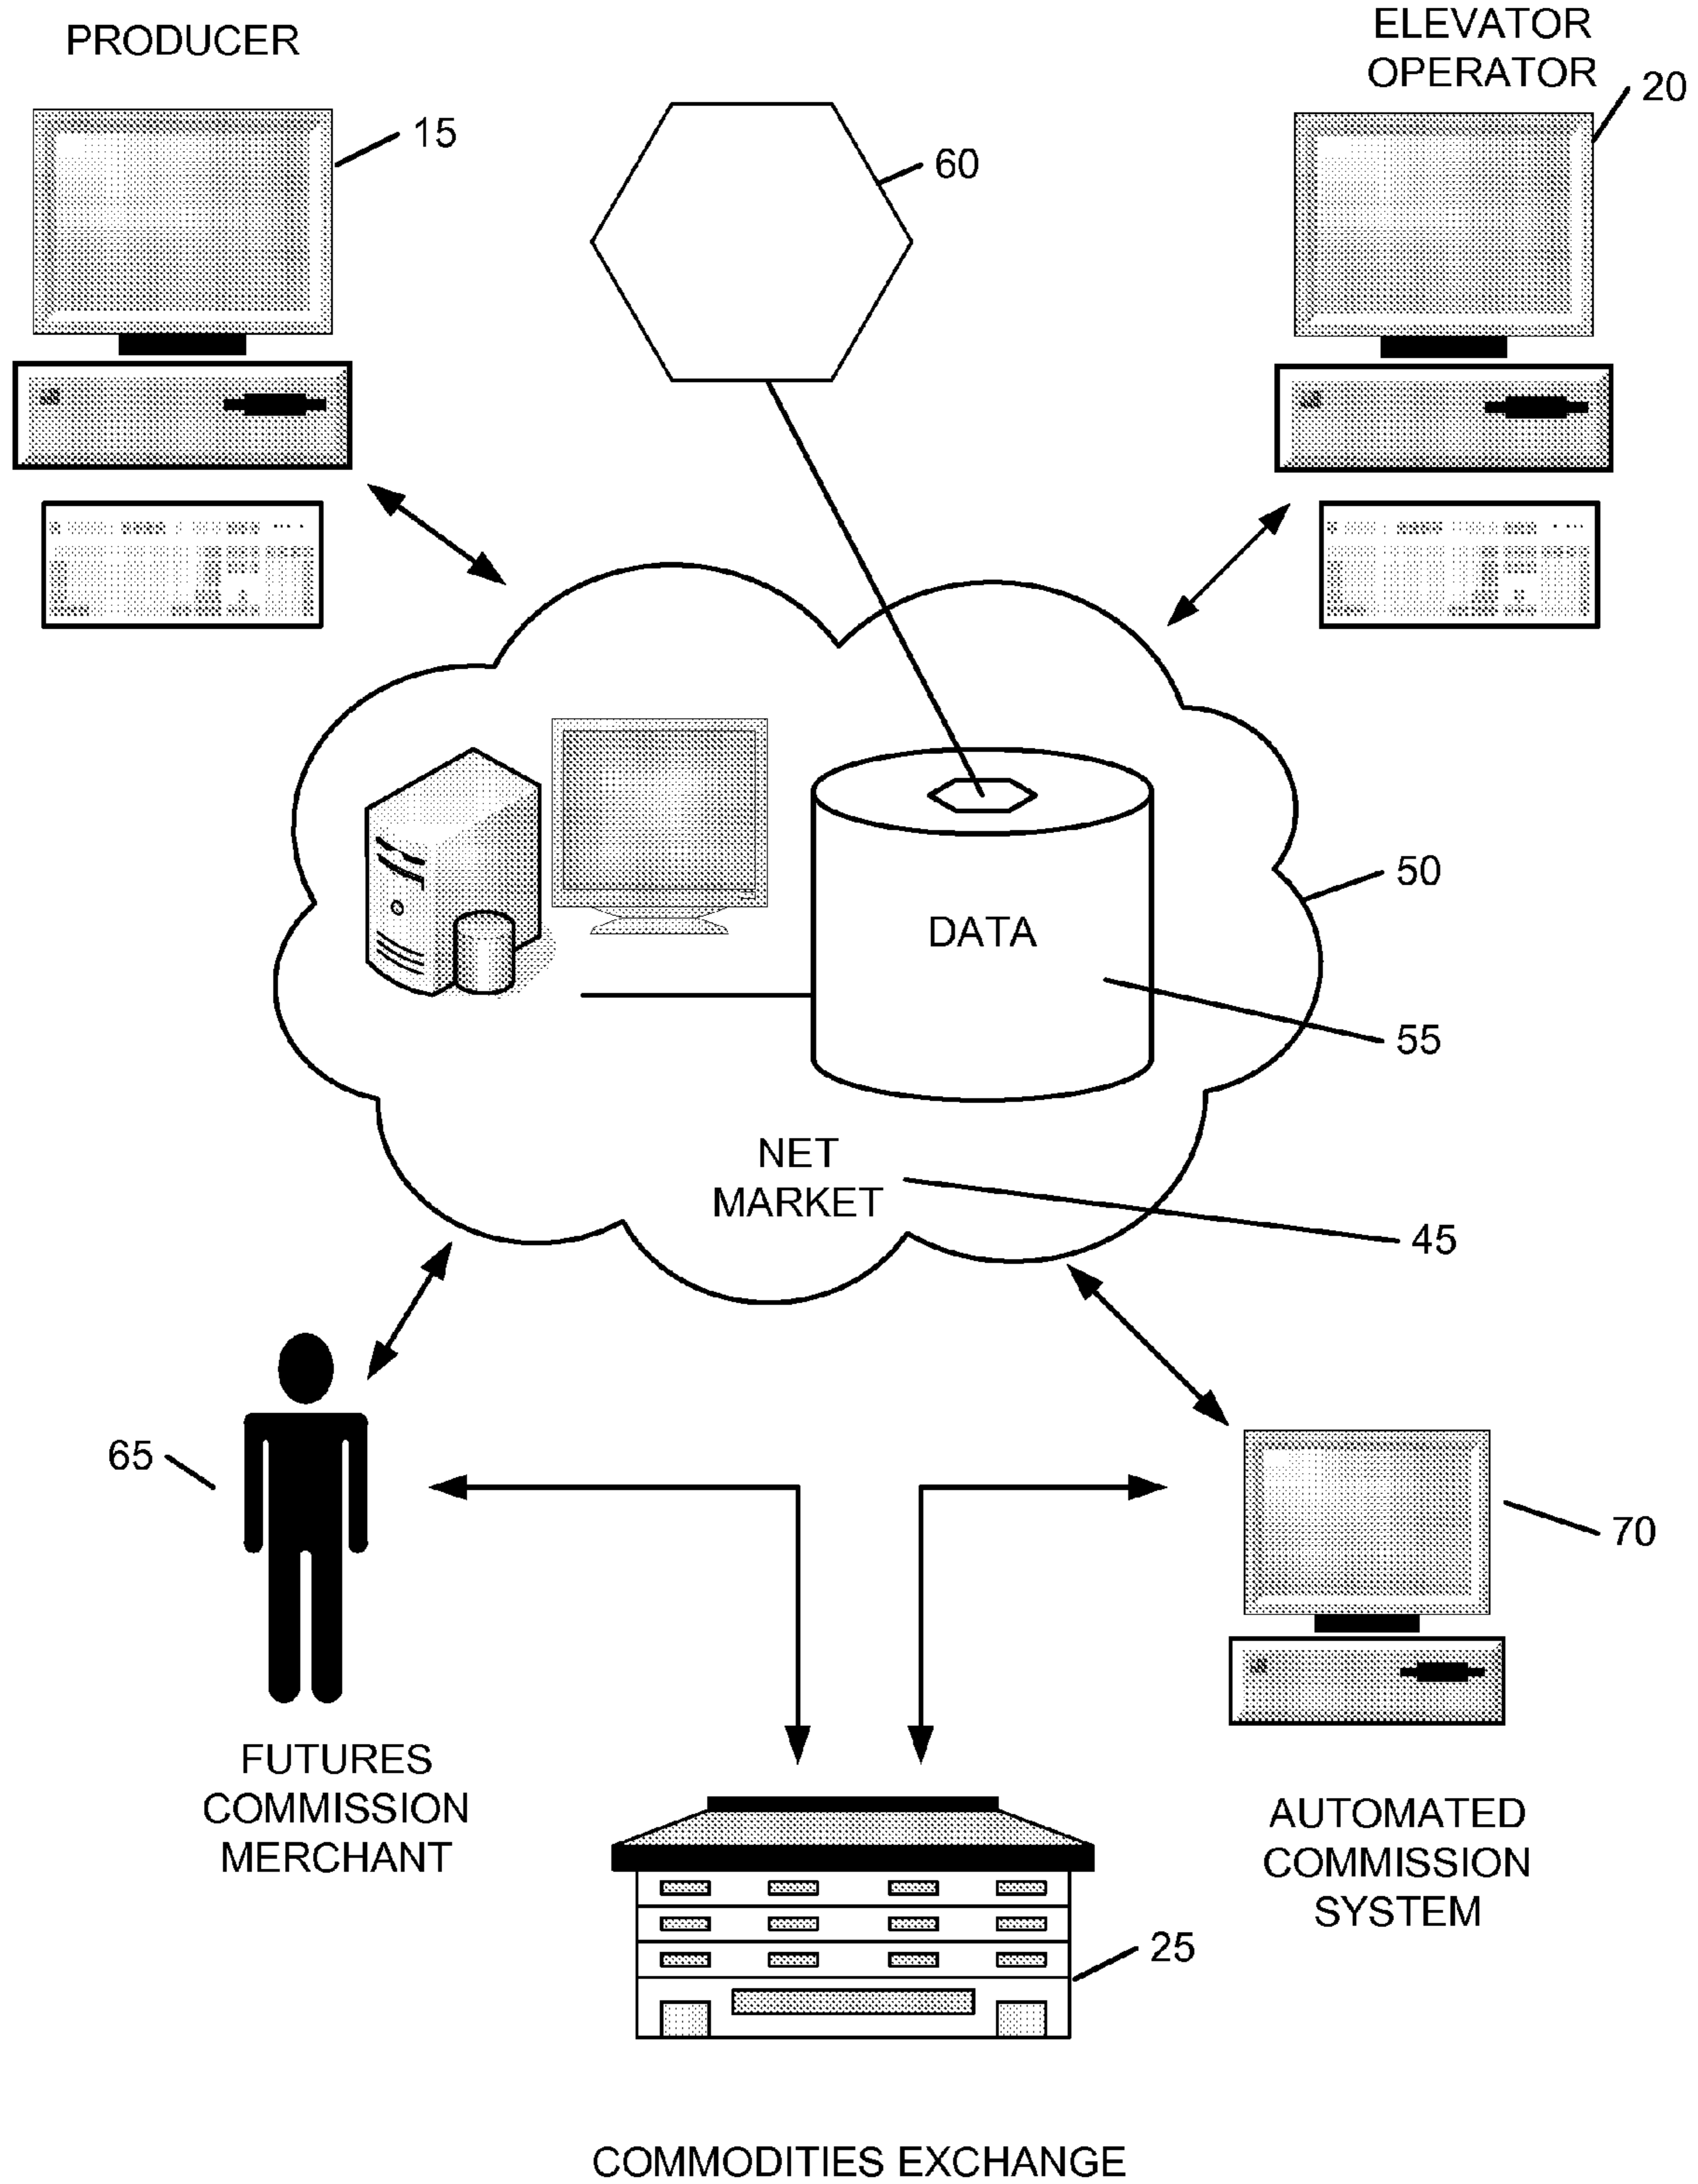 PRODUCER
ELEVATOR
OPERATOR
20
15
60
50
DATA
55
NET
MARKET
45
65
70
FUTURES
COMMISSION
MERCHANT
AUTOMATED
COMMISSION
SYSTEM
25
COMMODITIES EXCHANGE